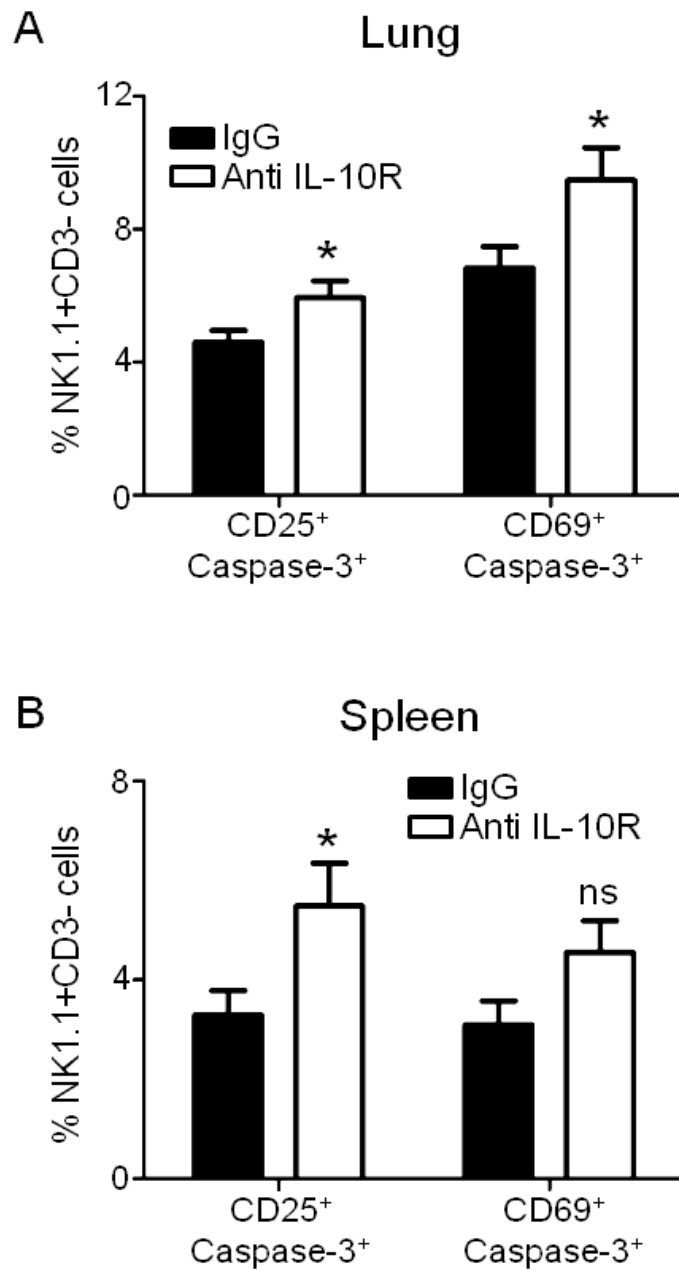 A
Lung
% NK1.1+CD3- cells
12
8
4
0
IgG
Anti IL-10R
*
*
CD25⁺
Caspase-3⁺
CD69⁺
Caspase-3⁺
B
Spleen
% NK1.1+CD3- cells
8
4
0
IgG
Anti IL-10R
*
ns
CD25⁺
Caspase-3⁺
CD69⁺
Caspase-3⁺